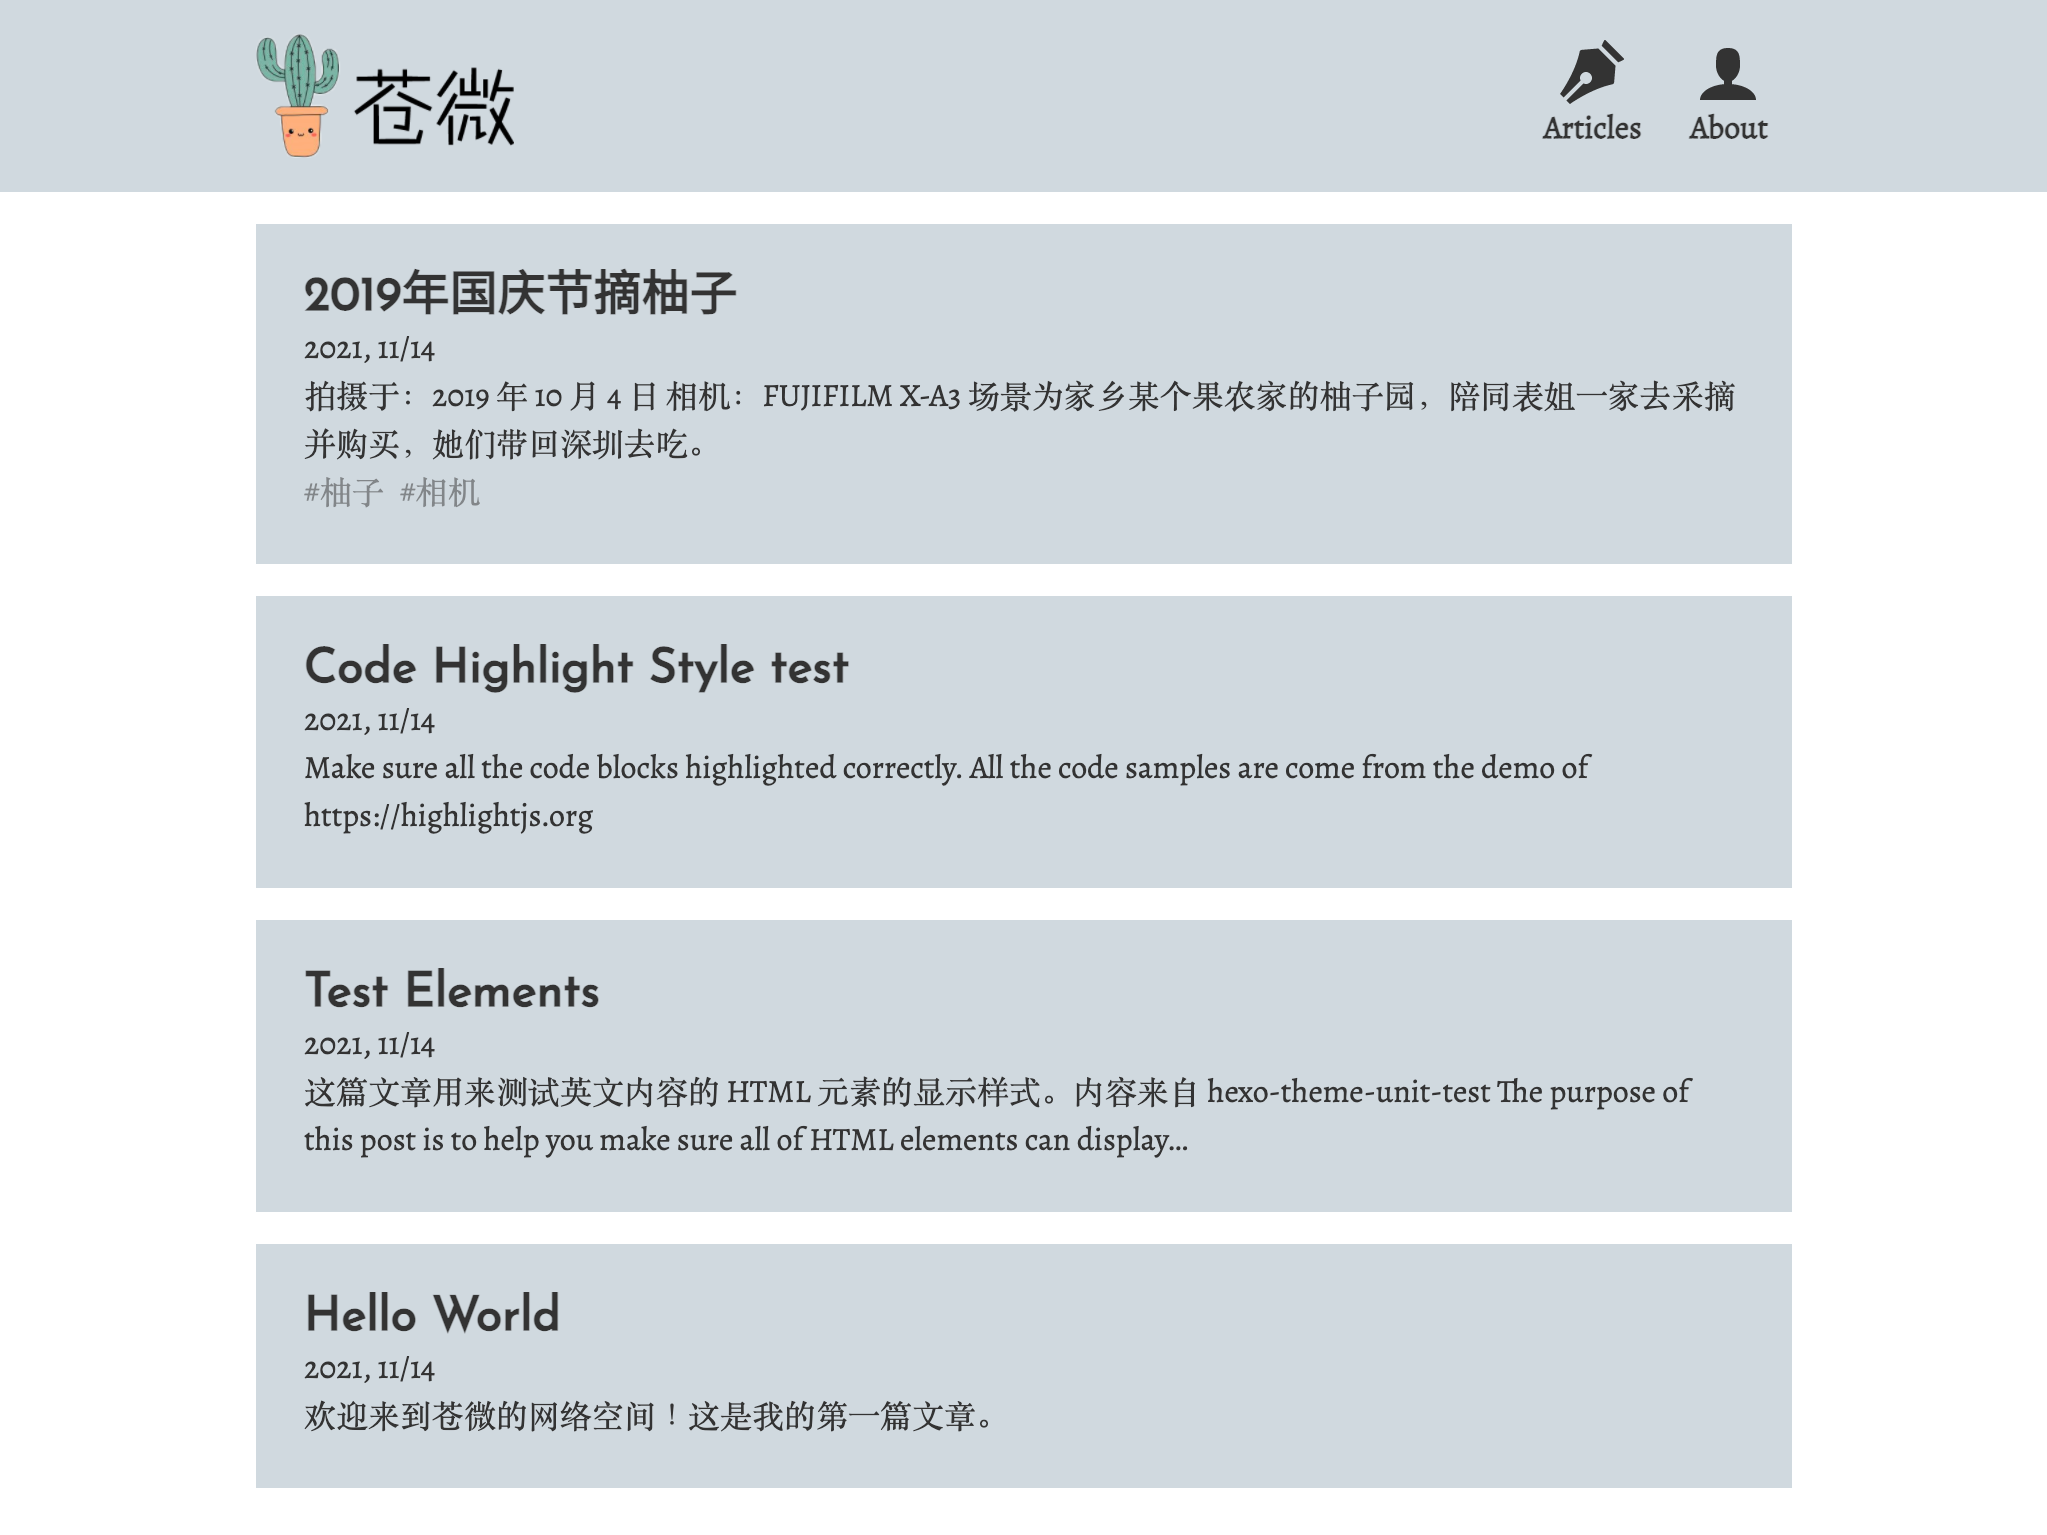 苍微
Articles
About
2019年国庆节摘柚子
2021, 11/14
拍摄于：2019 年 10 月 4 日 相机：FUJIFILM X-A3 场景为家乡某个果农家的柚子园，陪同表姐一家去采摘
并购买，她们带回深圳去吃。
#柚子 #相机
Code Highlight Style test
2021, 11/14
Make sure all the code blocks highlighted correctly. All the code samples are come from the demo of
https://highlightjs.org
Test Elements
2021, 11/14
这篇文章用来测试英文内容的 HTML 元素的显示样式。内容来自 hexo-theme-unit-test The purpose of
this post is to help you make sure all of HTML elements can display...
Hello World
2021, 11/14
欢迎来到苍微的网络空间！这是我的第一篇文章。